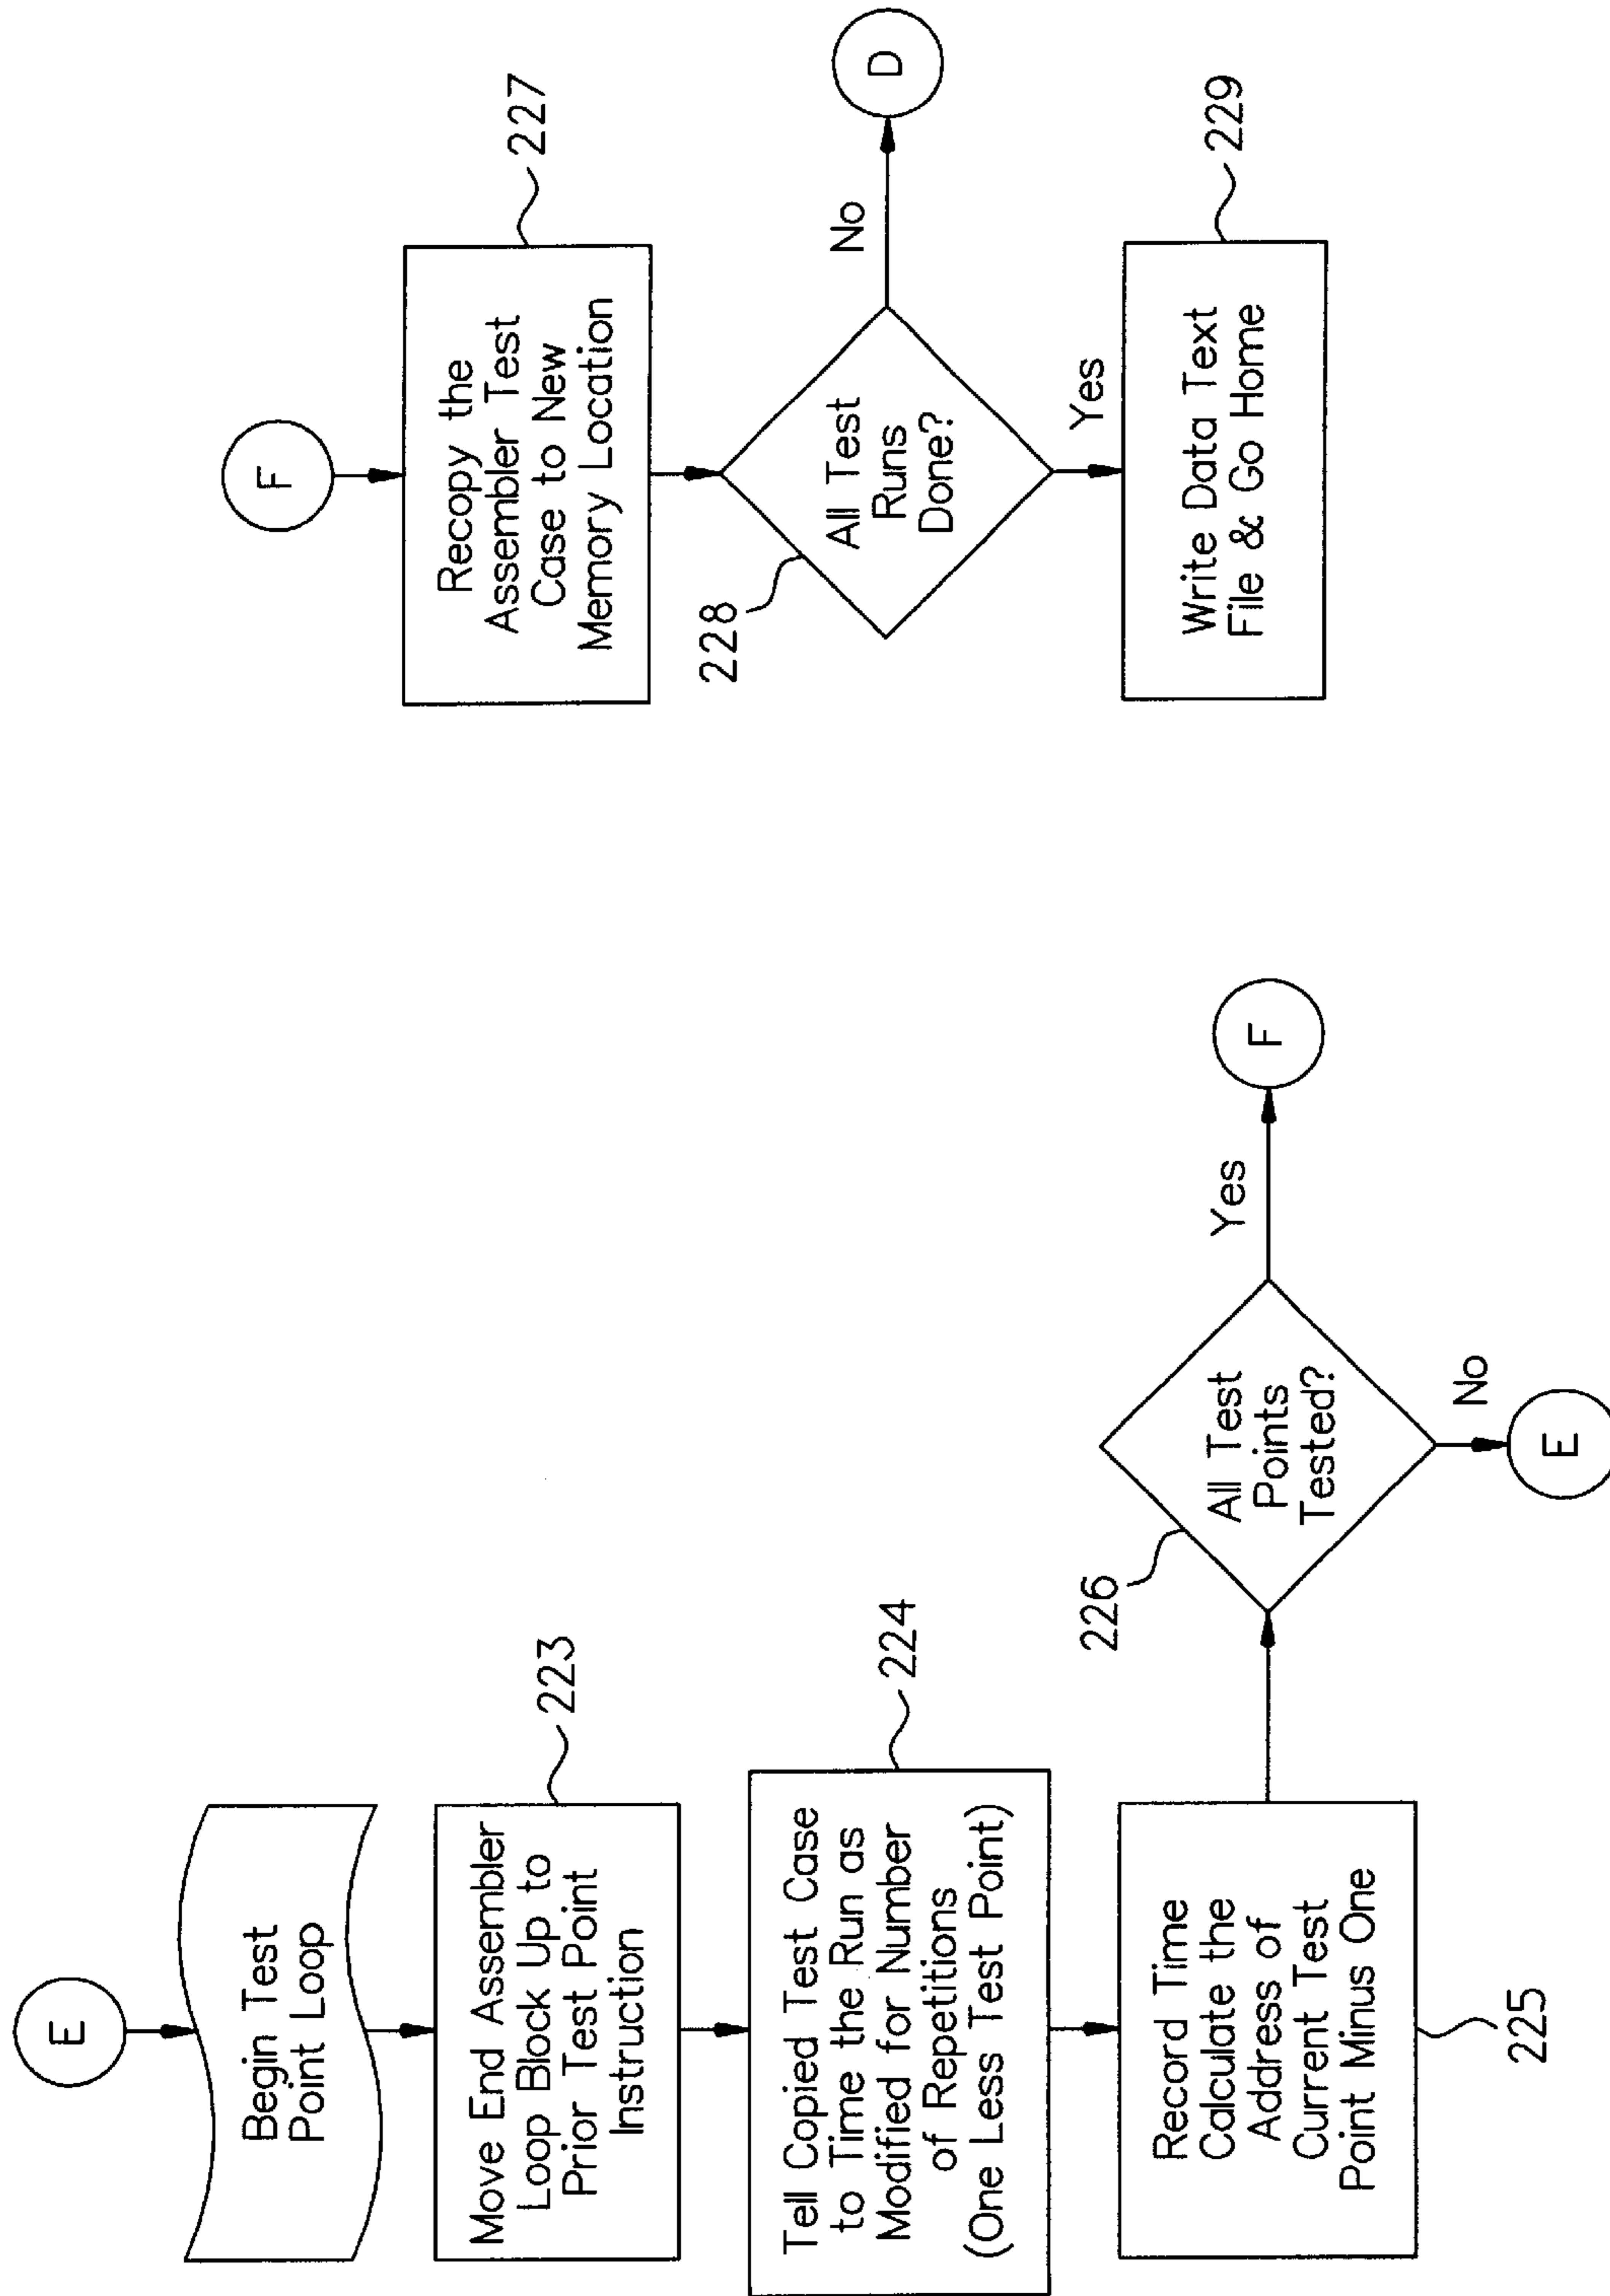 E
Begin Test
Point Loop
Move End Assembler
Loop Block Up to
Prior Test Point
Instruction
223
Tell Copied Test Case
to Time the Run as
Modified for Number
of Repetitions
(One Less Test Point)
224
Record Time
Calculate the
Address of
Current Test
Point Minus One
225
226
All Test
Points
Tested?
Yes
F
No
E
F
Recopy the
Assembler Test
Case to New
Memory Location
227
228
All Test
Runs
Done?
No
D
Yes
Write Data Text
File & Go Home
229